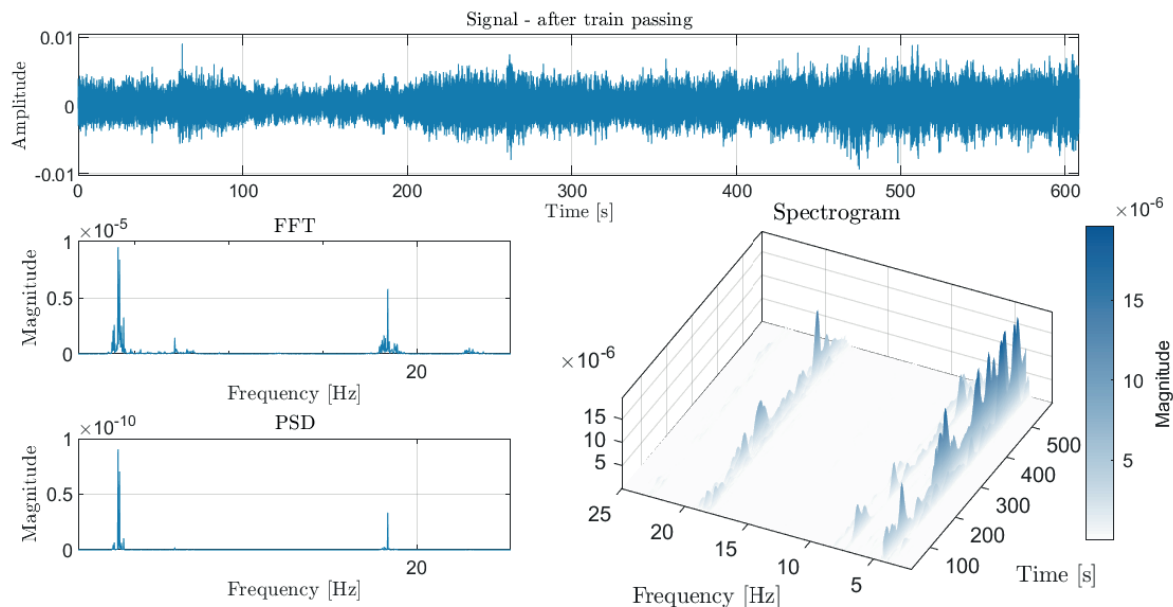 Signal - after train passing
0.01
0
-0.01
Amplitude
0 100 200 300 400 500 600
Time [s]
×10⁻⁵
FFT
1
0.5
0
Magnitude
20
Frequency [Hz]
×10⁻¹⁰
PSD
1
0.5
0
Magnitude
20
Frequency [Hz]
Spectrogram
×10⁻⁶
15
10
5
25 20 15 10 5
Frequency [Hz]
100 200 300 400 500
Time [s]
×10⁻⁶
15
10
5
Magnitude